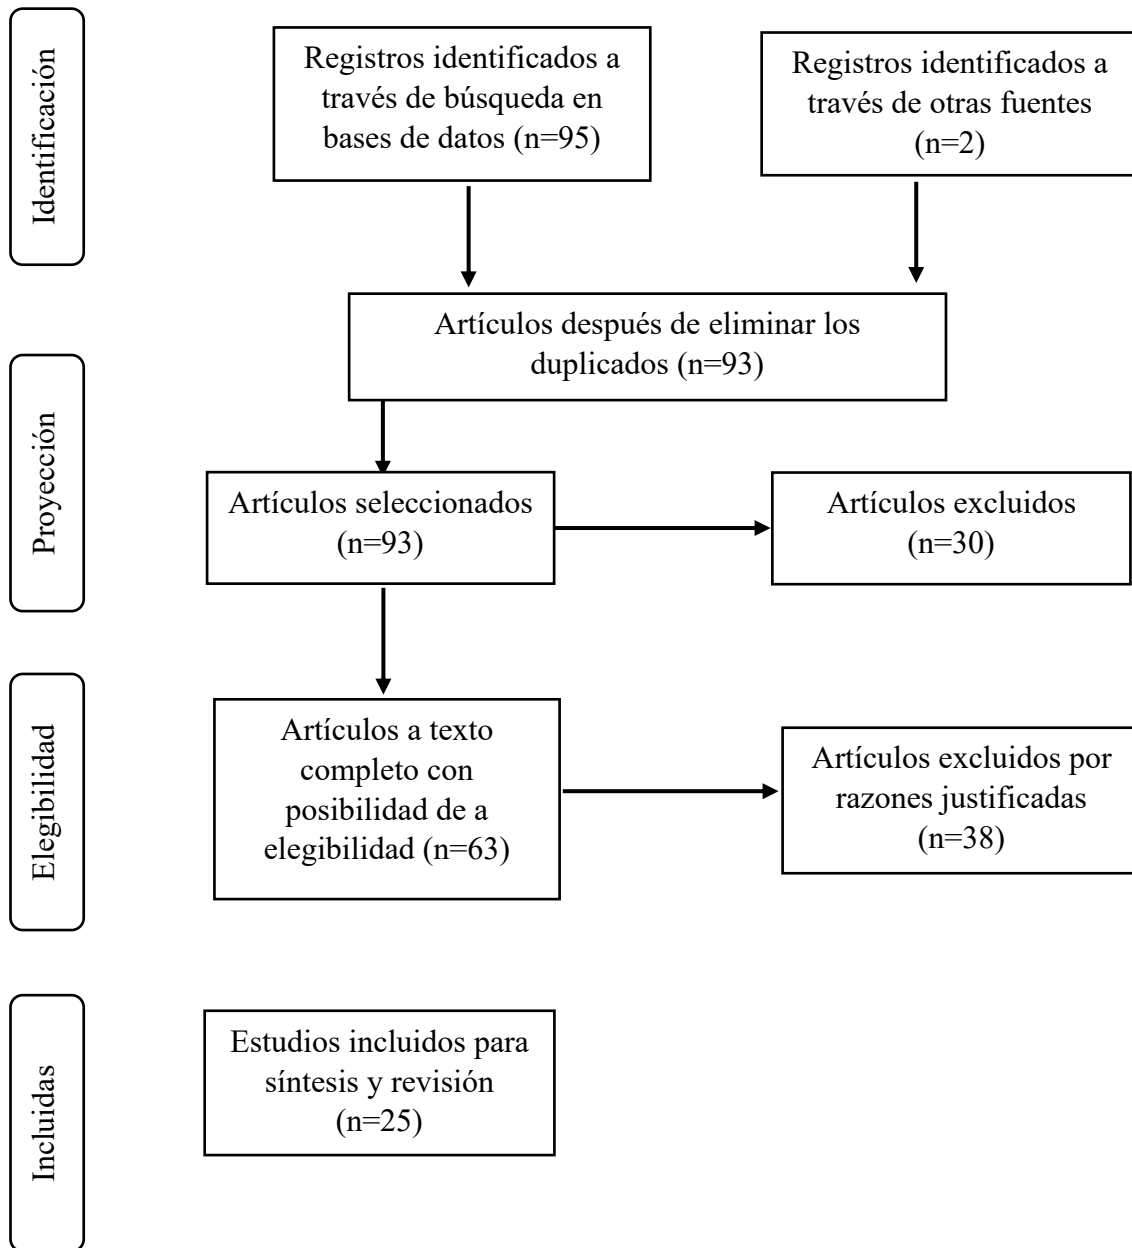 Identificación
Registros identificados a
través de búsqueda en
bases de datos (n=95)
Registros identificados a
través de otras fuentes
(n=2)
Artículos después de eliminar los
duplicados (n=93)
Proyección
Artículos seleccionados
(n=93)
Artículos excluidos
(n=30)
Elegibilidad
Artículos a texto
completo con
posibilidad de a
elegibilidad (n=63)
Artículos excluidos por
razones justificadas
(n=38)
Incluidas
Estudios incluidos para
síntesis y revisión
(n=25)